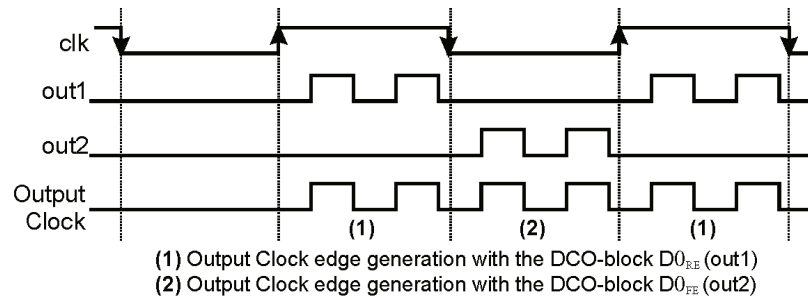 clk
out1
out2
Output
Clock
(1) (2) (1)
(1) Output Clock edge generation with the DCO-block D0RE (out1)
(2) Output Clock edge generation with the DCO-block D0FE (out2)